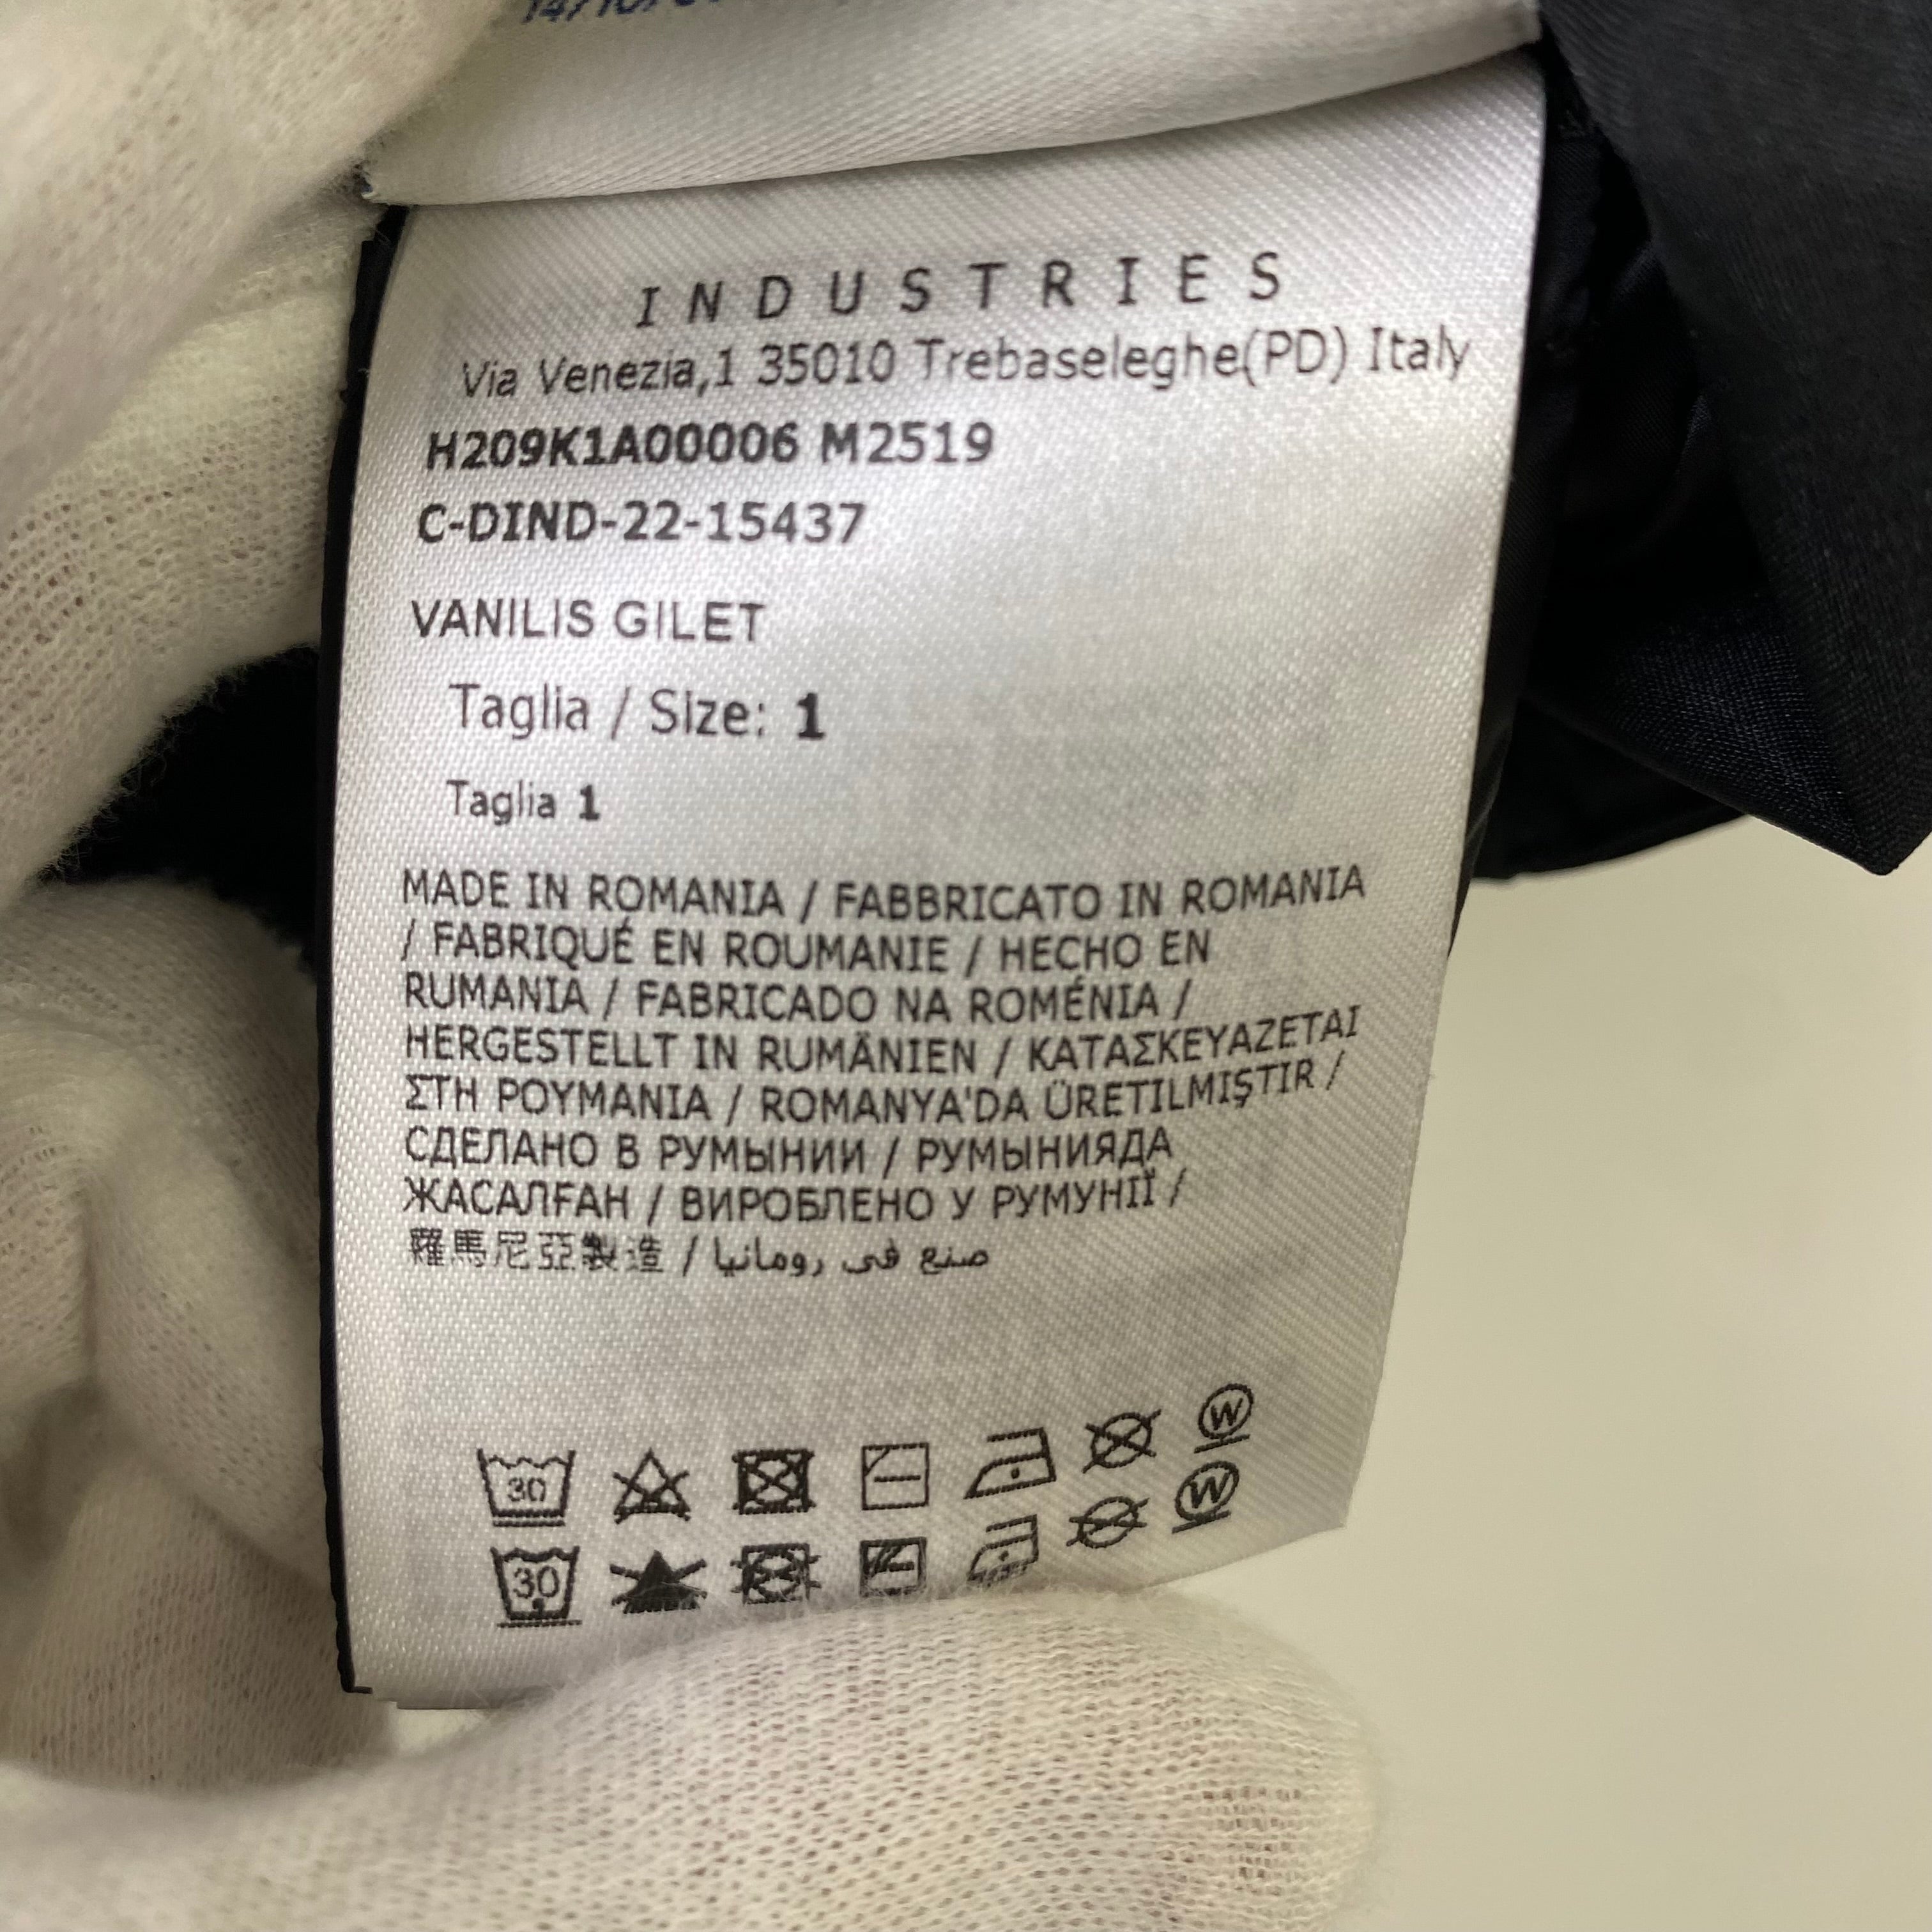 INDUSTRIES
Via Venezia,1 35010 Trebaseleghe(PD) Italy
H209K1A00006 M2519
C-DIND-22-15437
VANILIS GILET
Taglia / Size: 1
Taglia 1
MADE IN ROMANIA / FABBRICATO IN ROMANIA
/ FABRIQUÉ EN ROUMANIE / HECHO EN
RUMANIA / FABRICADO NA ROMÉNIA /
HERGESTELLT IN RUMÄNIEN / ΚΑΤΑΣΚΕΥΑΖΕΤΑΙ
ΣΤΗ ΡΟΥΜΑΝΙΑ / ROMANYA'DA ÜRETILMIŞTIR /
СДЕЛАНО В РУМЫНИИ / РУМЫНИЯДА
ЖАСАЛҒАН / ВИРОБЛЕНО У РУМУНІЇ /
羅馬尼亞製造 / صنع في رومانيا
30 W
30 W